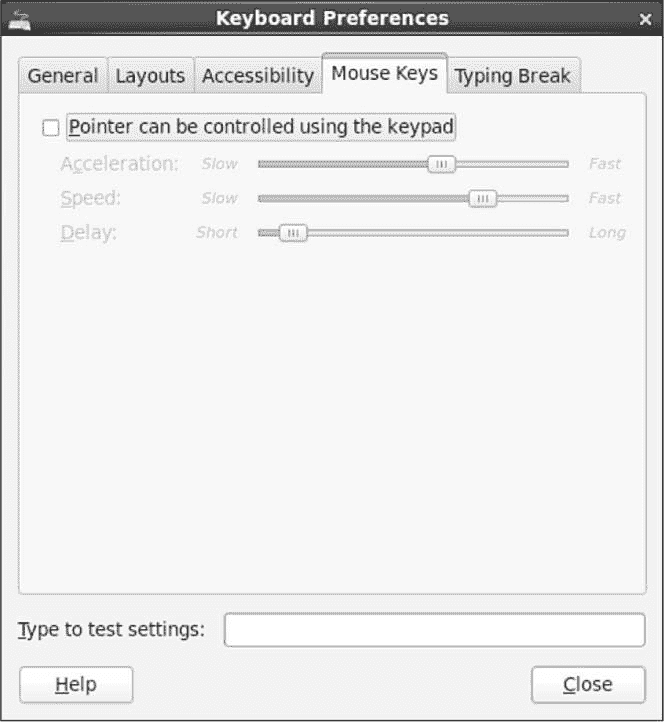 Keyboard Preferences
General Layouts Accessibility Mouse Keys Typing Break
Pointer can be controlled using the keypad
Acceleration: Slow Fast
Speed: Slow Fast
Delay: Short Long
Type to test settings:
Help Close